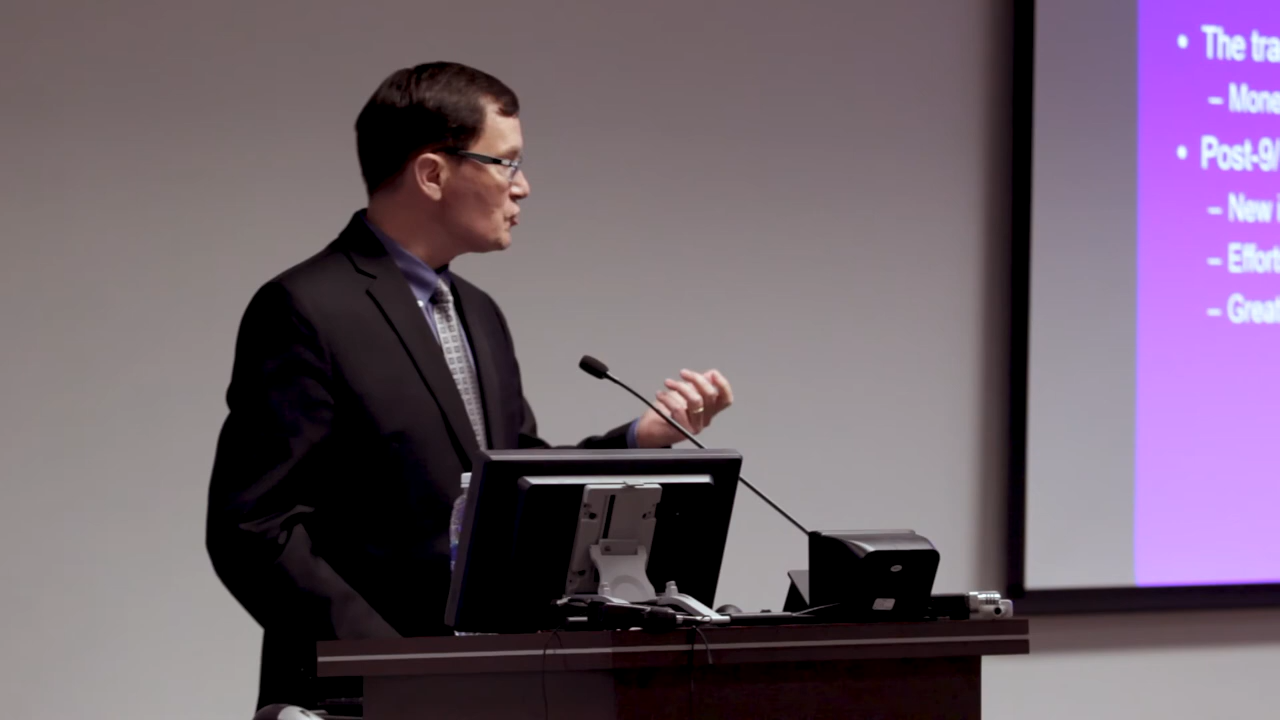 • The tra
– Mone
• Post-9/
– New i
– Effort
– Great